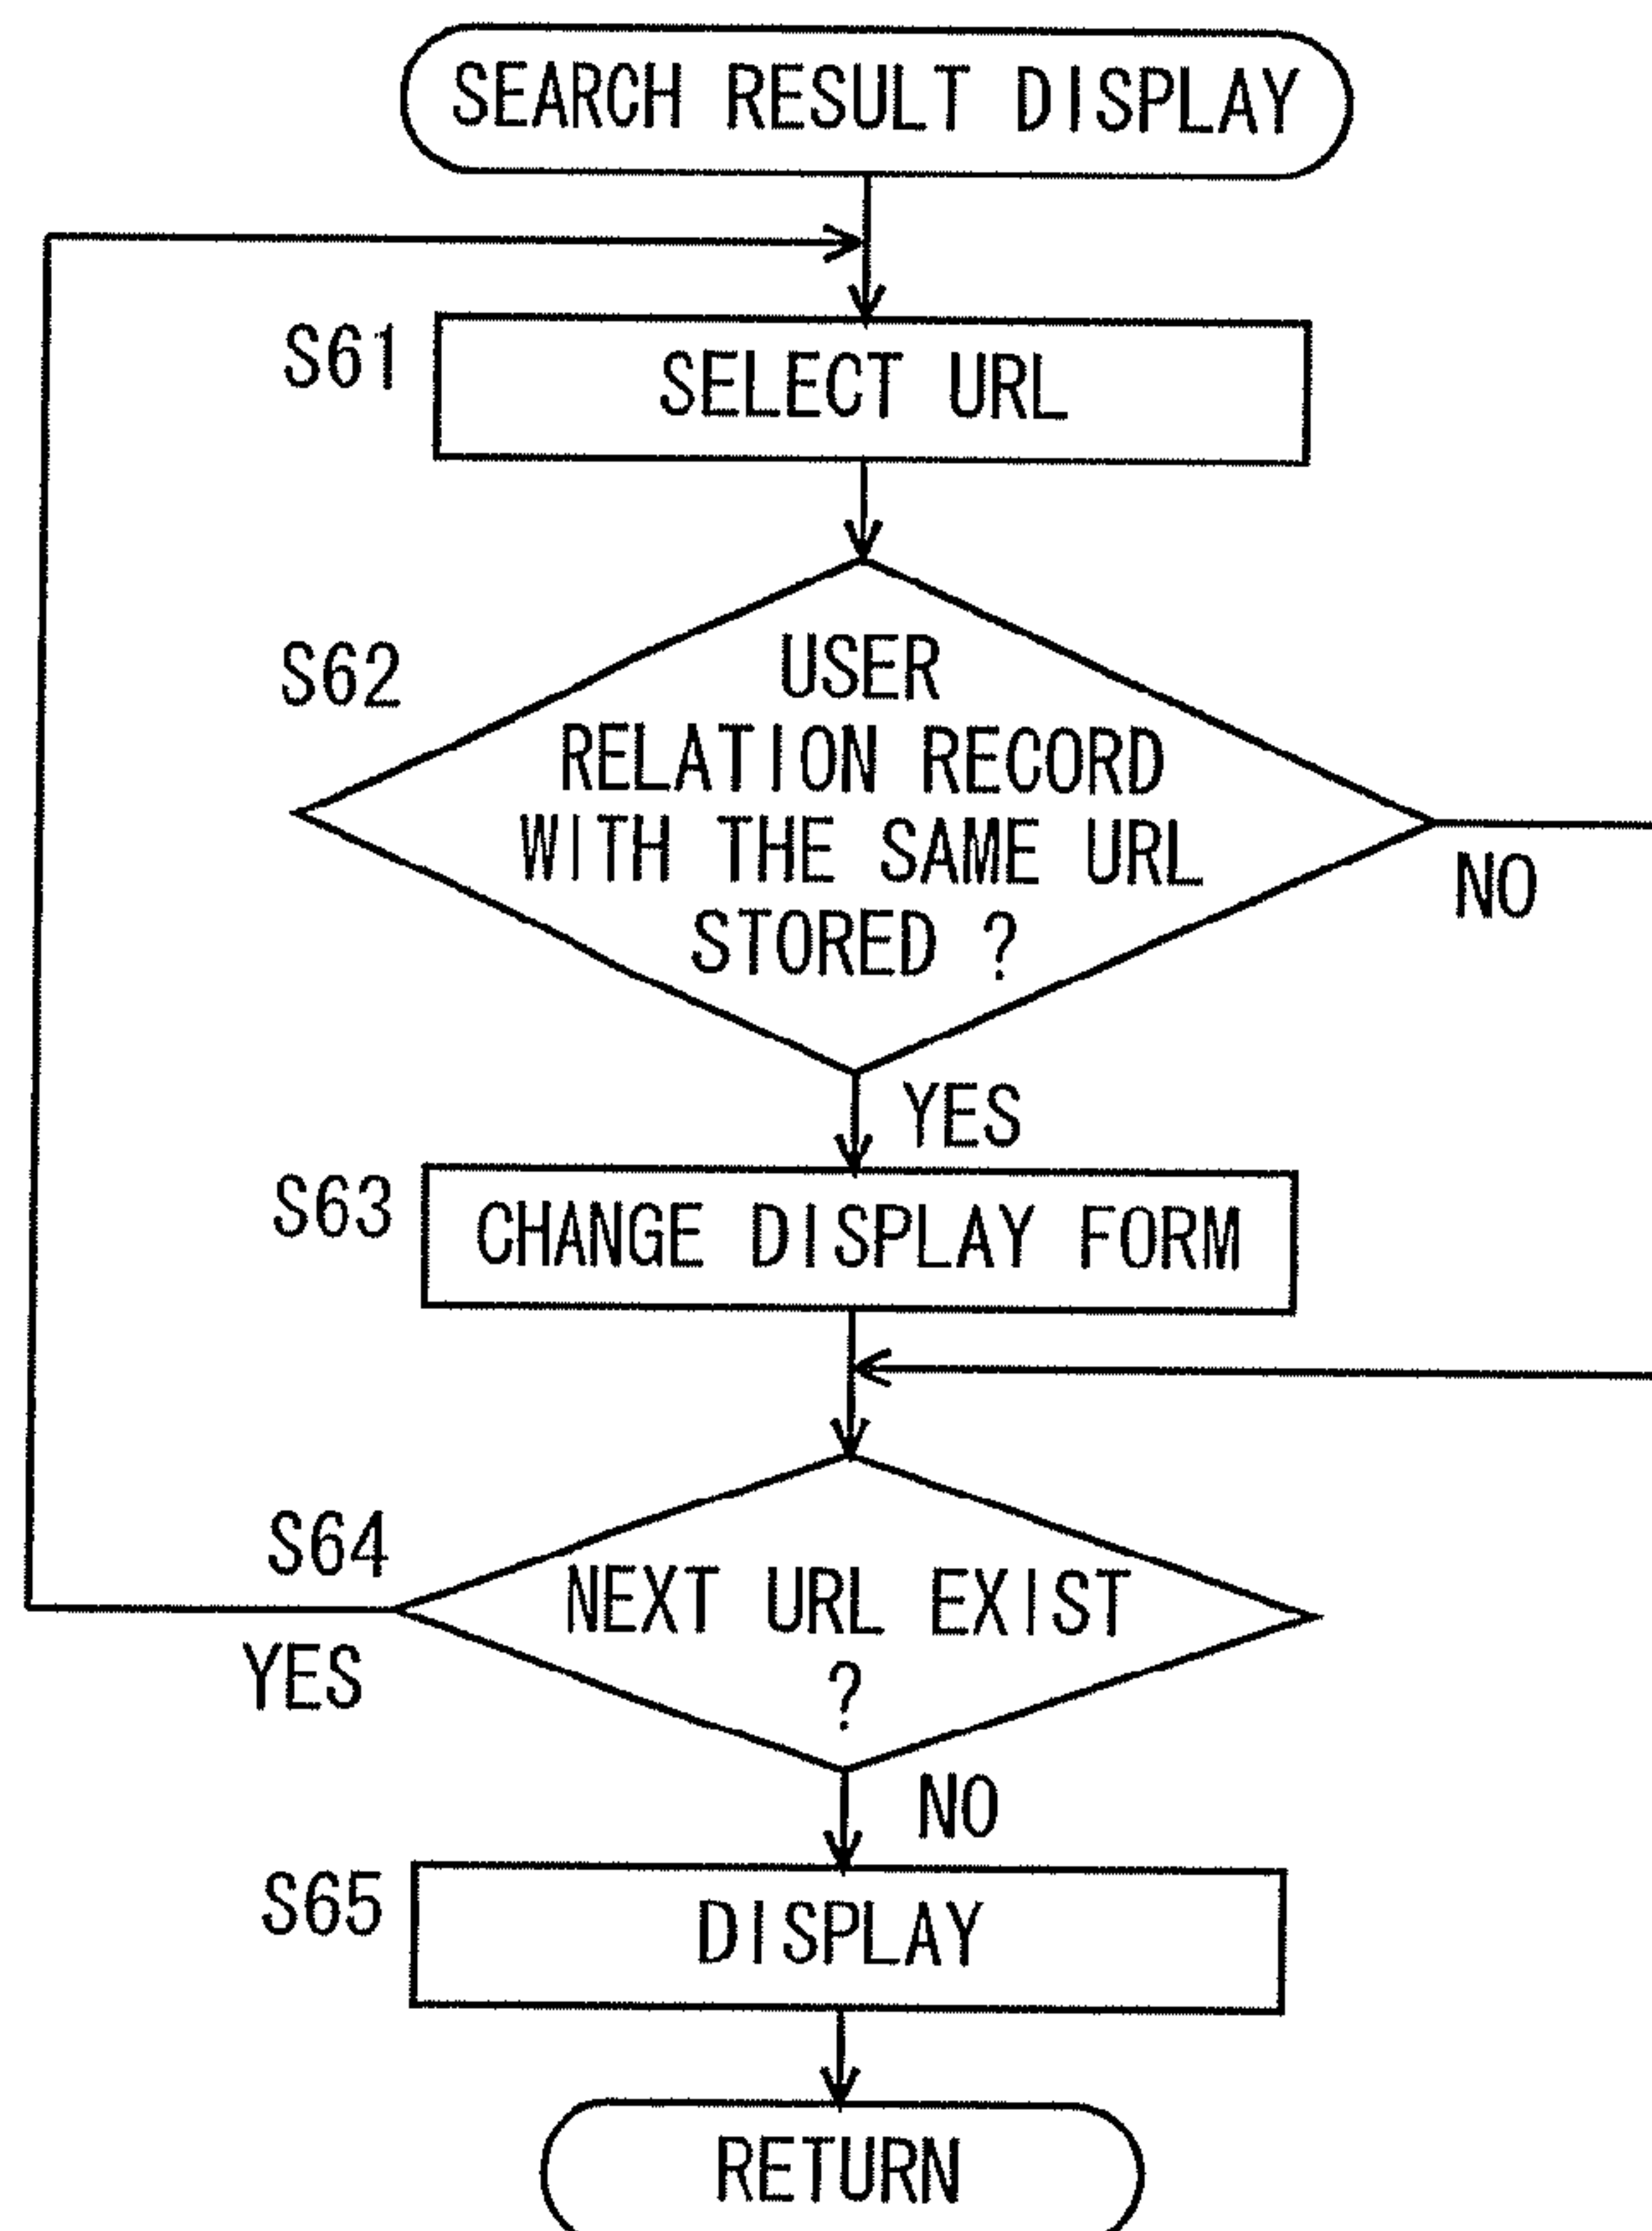 SEARCH RESULT DISPLAY
S61
SELECT URL
S62
USER
RELATION RECORD
WITH THE SAME URL
STORED ?
NO
YES
S63
CHANGE DISPLAY FORM
S64
NEXT URL EXIST
?
YES
NO
S65
DISPLAY
RETURN